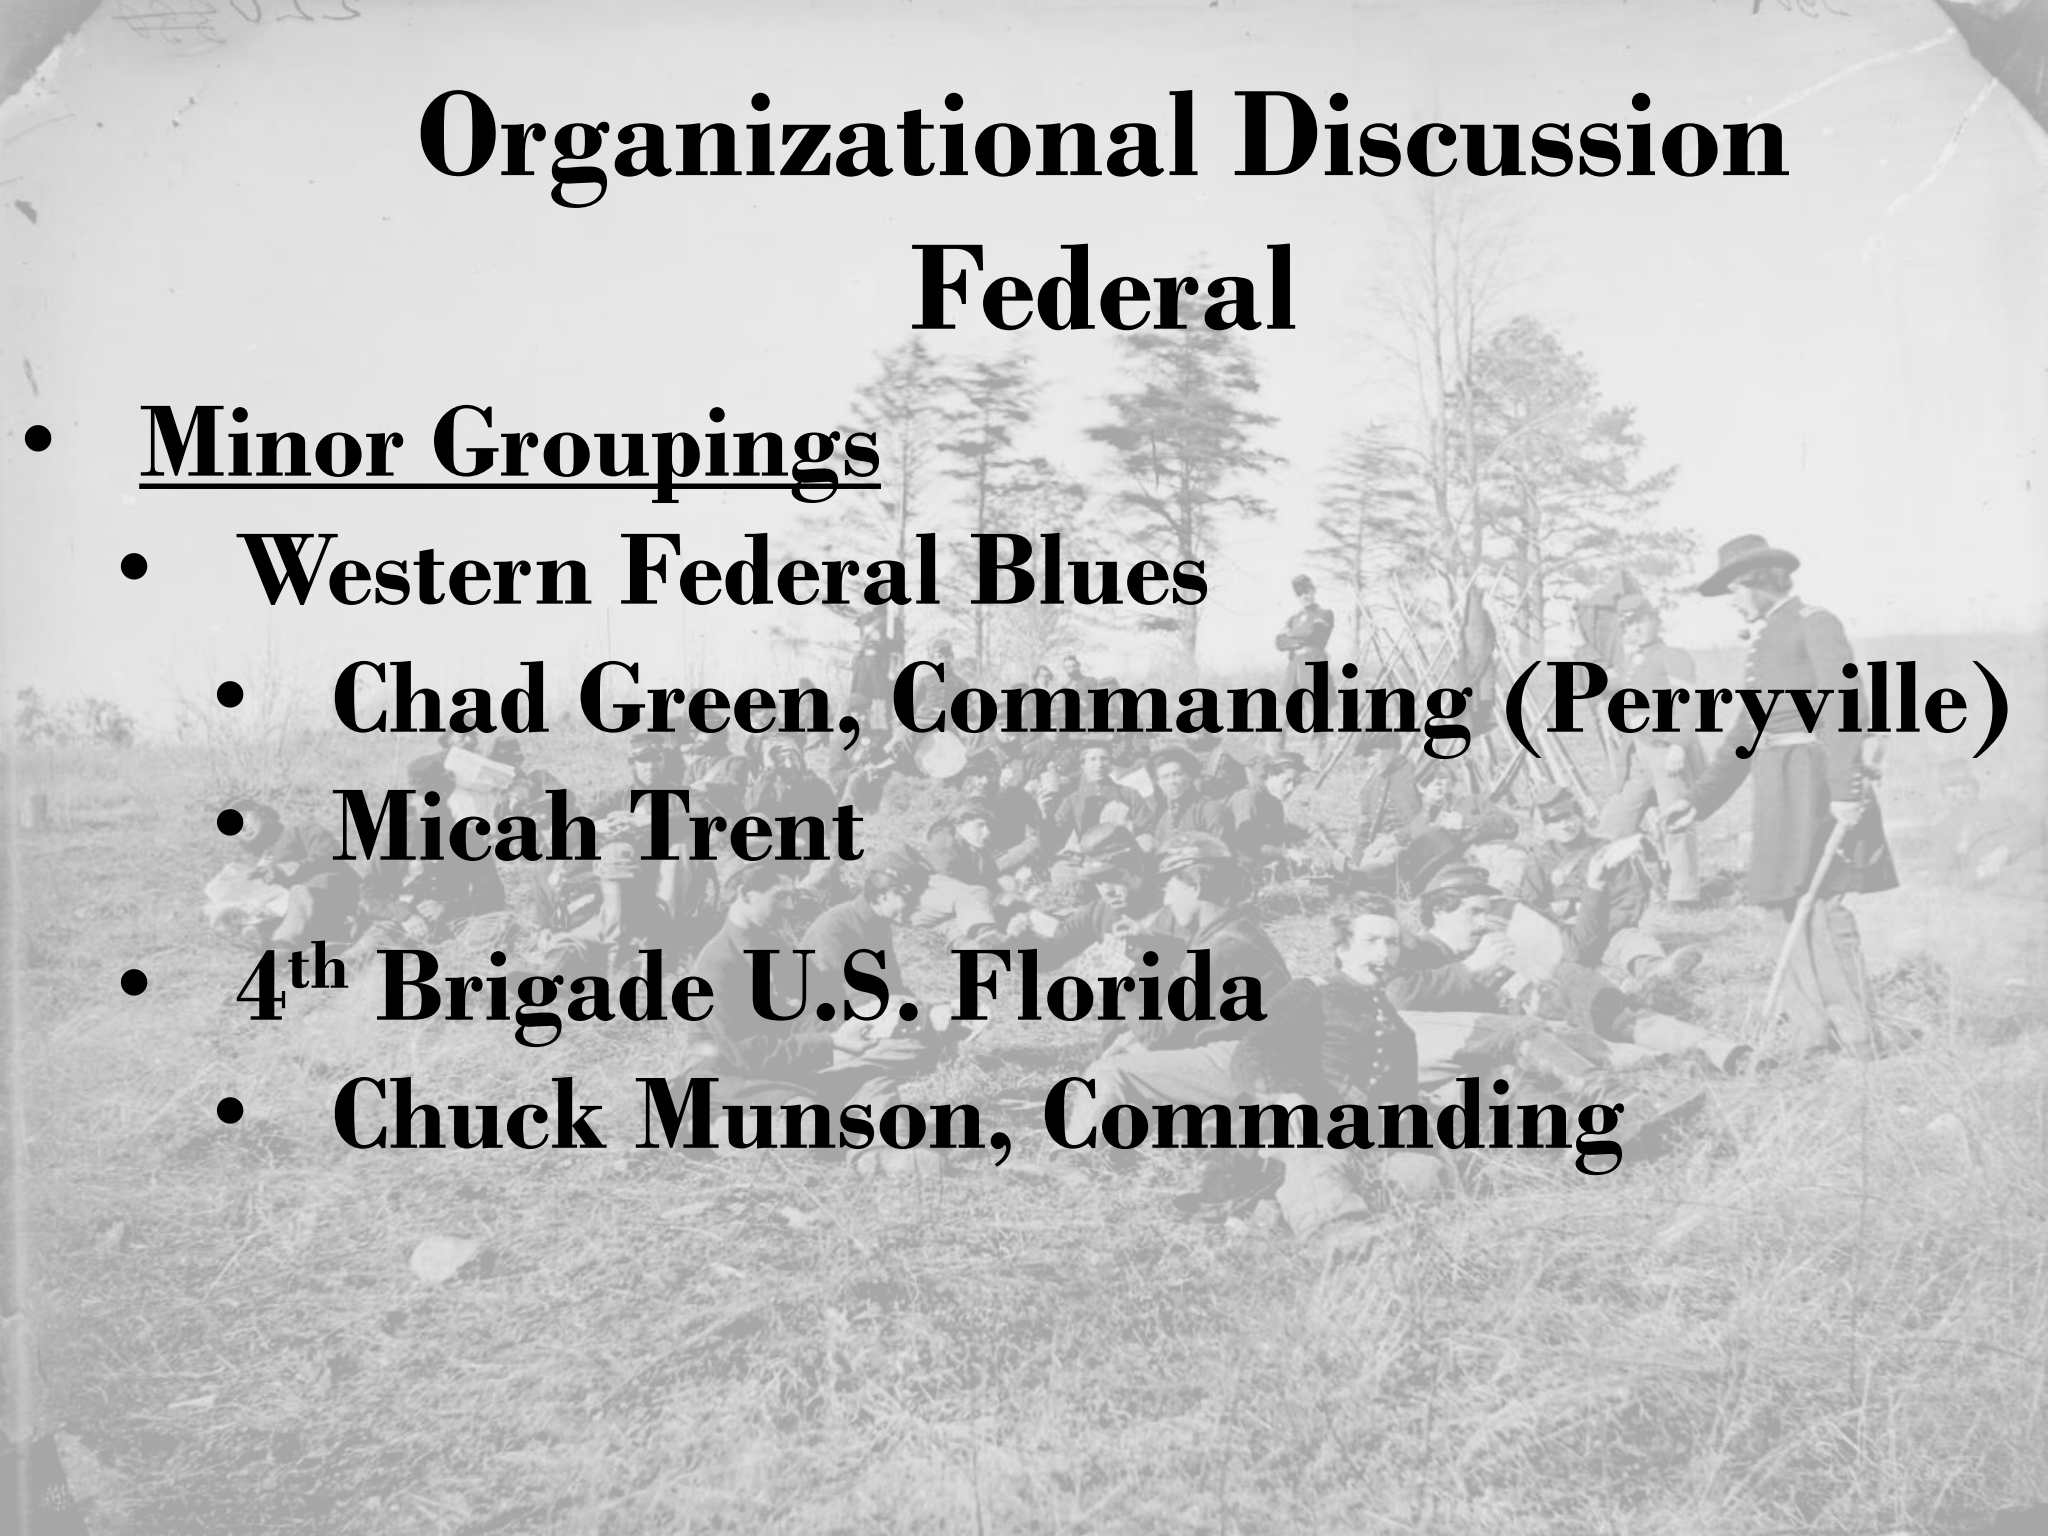 Organizational Discussion
Federal
• Minor Groupings
• Western Federal Blues
• Chad Green, Commanding (Perryville)
• Micah Trent
• 4th Brigade U.S. Florida
• Chuck Munson, Commanding